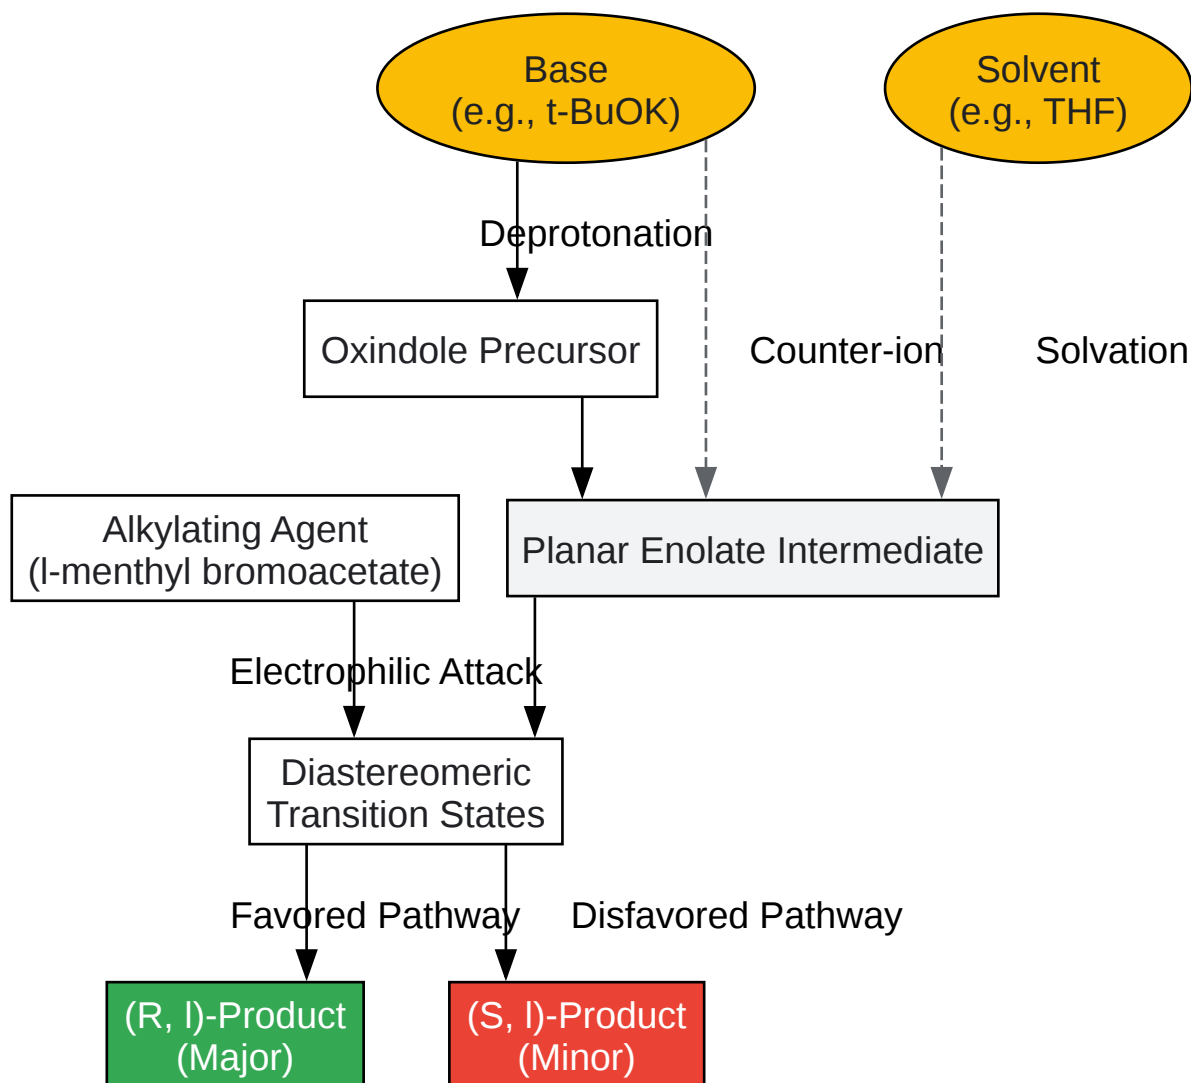 Base
(e.g., t-BuOK)
Solvent
(e.g., THF)
Deprotonation
Oxindole Precursor
Counter-ion
Solvation
Alkylating Agent
(l-menthyl bromoacetate)
Planar Enolate Intermediate
Electrophilic Attack
Diastereomeric
Transition States
Favored Pathway
Disfavored Pathway
(R, l)-Product
(Major)
(S, l)-Product
(Minor)